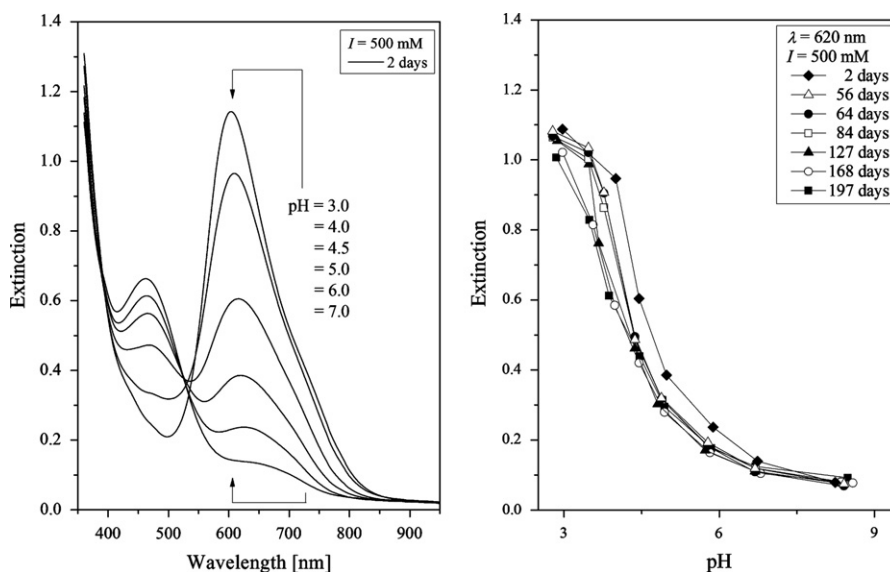 I = 500 mM
2 days
pH = 3.0
= 4.0
= 4.5
= 5.0
= 6.0
= 7.0
Extinction
1.4
1.2
1.0
0.8
0.6
0.4
0.2
0.0
400
500
600
700
800
900
Wavelength [nm]
λ = 620 nm
I = 500 mM
2 days
56 days
64 days
84 days
127 days
168 days
197 days
Extinction
1.4
1.2
1.0
0.8
0.6
0.4
0.2
0.0
3
6
9
pH